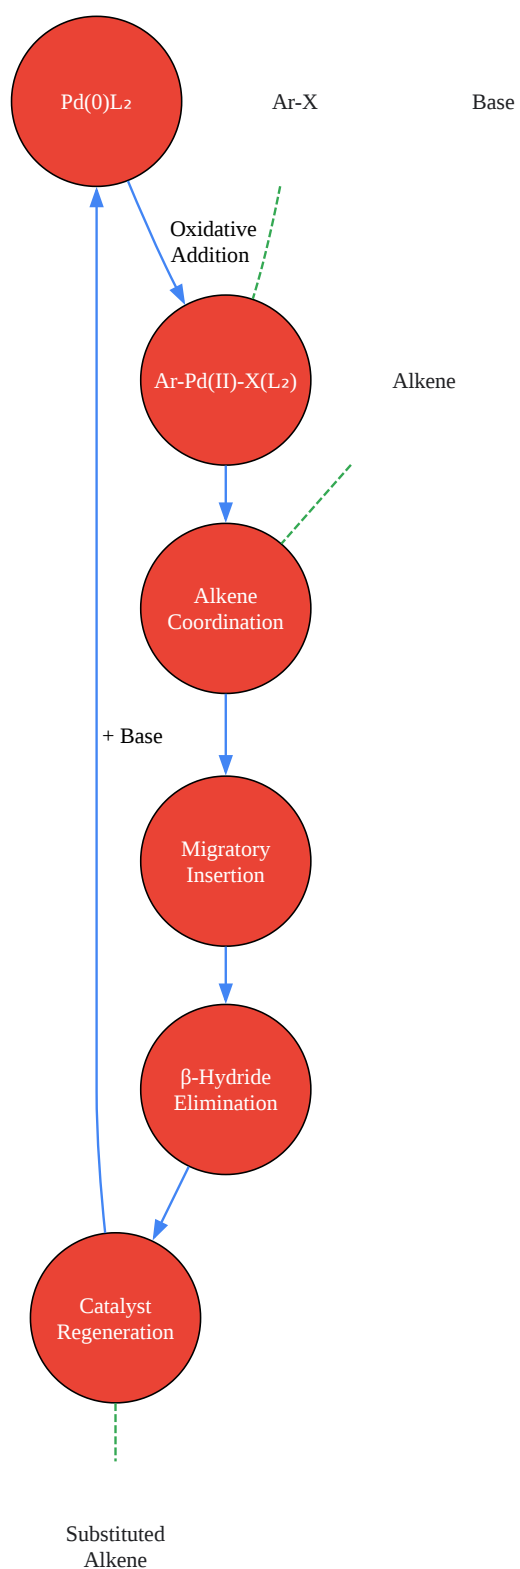 Pd(0)L₂
Ar-X
Base
Oxidative
Addition
Ar-Pd(II)-X(L₂)
Alkene
Alkene
Coordination
+ Base
Migratory
Insertion
β-Hydride
Elimination
Catalyst
Regeneration
Substituted
Alkene